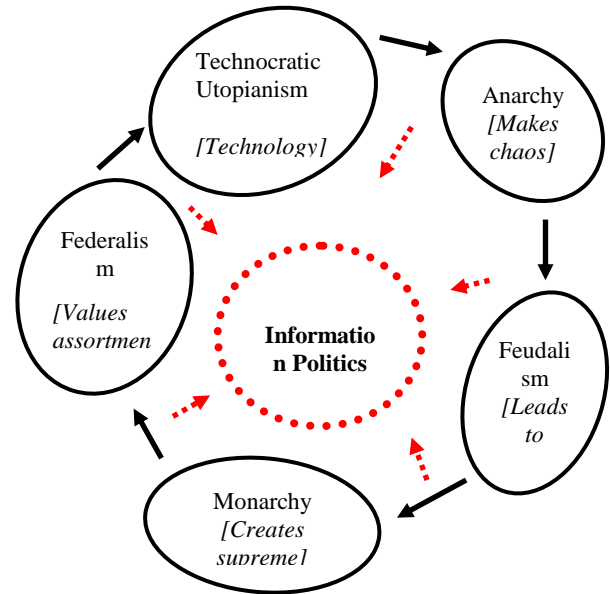 Technocratic
Utopianism
[Technology]
Anarchy
[Makes
chaos]
Federalis
m
[Values
assortmen
Informatio
n Politics
Feudali
sm
[Leads
to
Monarchy
[Creates
supreme]